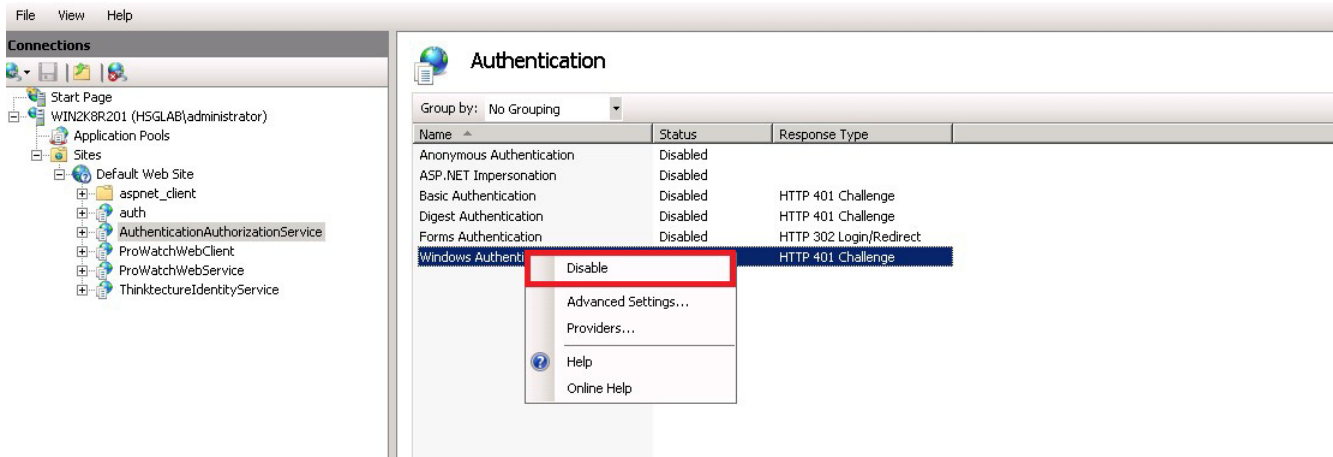 File View Help
Connections
Start Page
WIN2K8R201 (HSGLAB\administrator)
Application Pools
Sites
Default Web Site
aspnet_client
auth
AuthenticationAuthorizationService
ProWatchWebClient
ProWatchWebService
ThinktectureIdentityService
Authentication
Group by: No Grouping
Name Status Response Type
Anonymous Authentication Disabled
ASP.NET Impersonation Disabled
Basic Authentication Disabled HTTP 401 Challenge
Digest Authentication Disabled HTTP 401 Challenge
Forms Authentication Disabled HTTP 302 Login/Redirect
Windows Authenti HTTP 401 Challenge
Disable
Advanced Settings...
Providers...
Help
Online Help